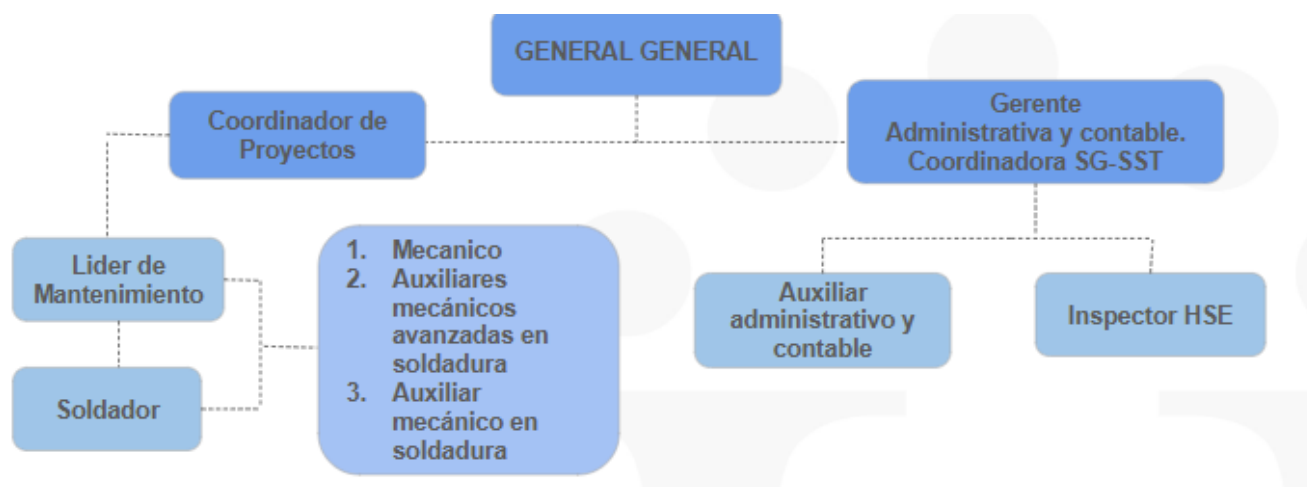 GENERAL GENERAL
Coordinador de
Proyectos
Gerente
Administrativa y contable.
Coordinadora SG-SST
Lider de
Mantenimiento
1. Mecanico
2. Auxiliares
mecánicos
avanzadas en
soldadura
3. Auxiliar
mecánico en
soldadura
Soldador
Auxiliar
administrativo y
contable
Inspector HSE